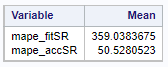 Variable Mean
mape_fitSR 359.0383675
mape_accSR 50.5280523